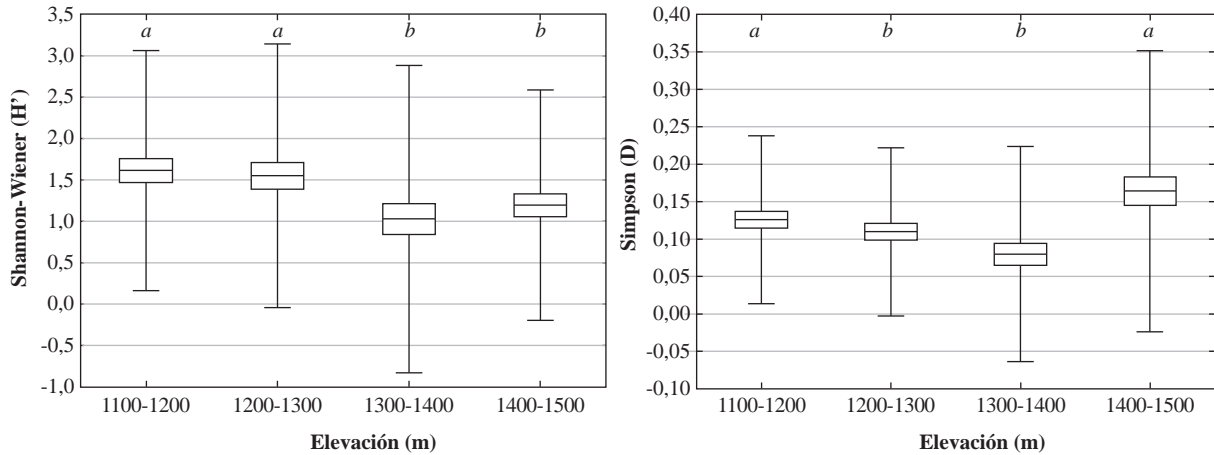 Shannon-Wiener (H’)
3,5
3,0
2,5
2,0
1,5
1,0
0,5
0,0
-0,5
-1,0
a a b b
1100-1200 1200-1300 1300-1400 1400-1500
Elevación (m)
Simpson (D)
0,40
0,35
0,30
0,25
0,20
0,15
0,10
0,05
0,00
-0,05
-0,10
a b b a
1100-1200 1200-1300 1300-1400 1400-1500
Elevación (m)